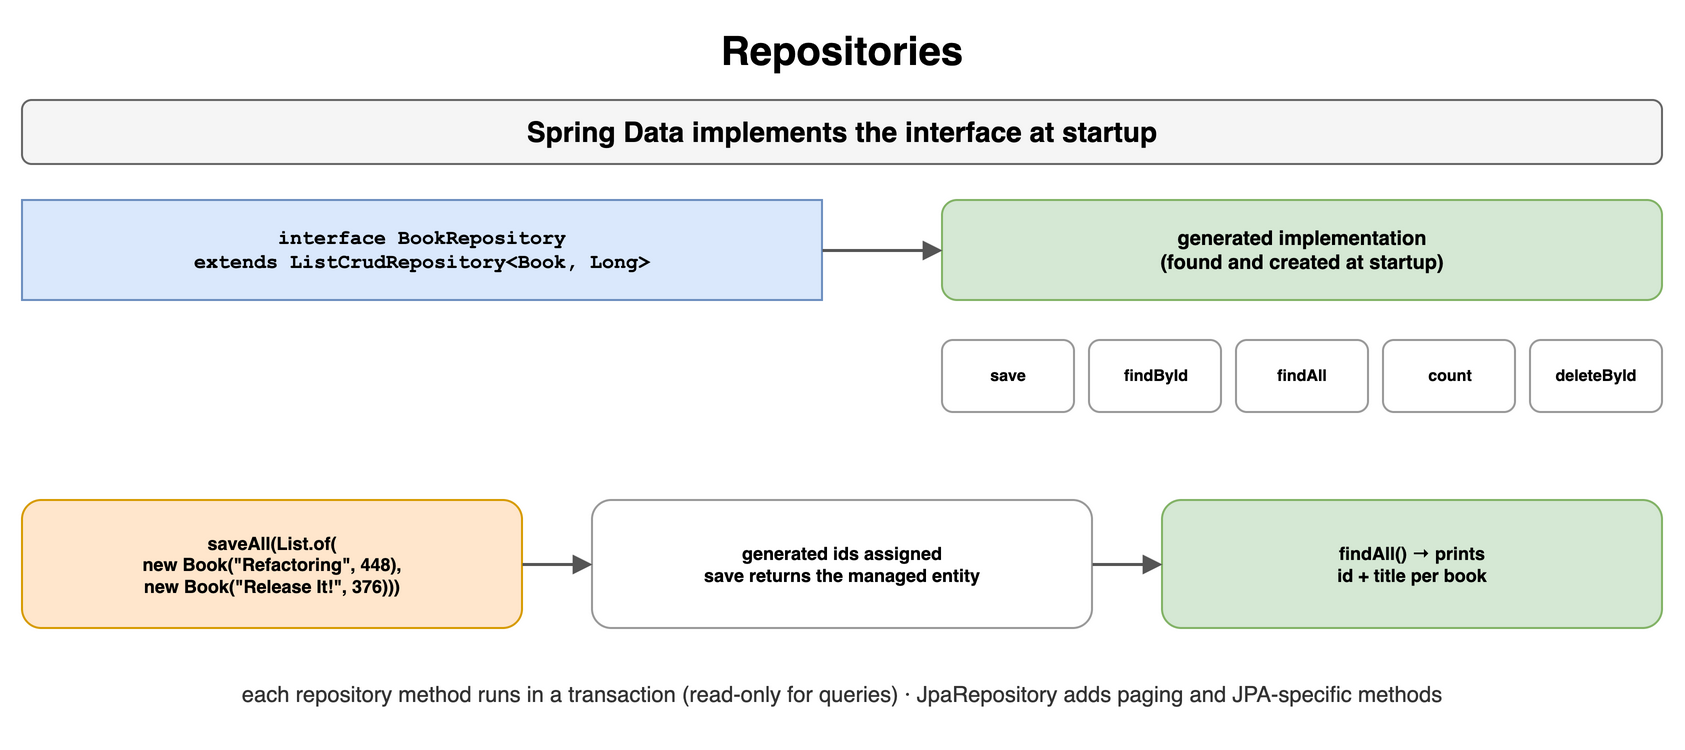 Repositories
Spring Data implements the interface at startup
interface BookRepository
extends ListCrudRepository<Book, Long>
generated implementation
(found and created at startup)
save
findById
findAll
count
deleteById
saveAll(List.of(
new Book("Refactoring", 448),
new Book("Release It!", 376)))
generated ids assigned
save returns the managed entity
findAll() → prints
id + title per book
each repository method runs in a transaction (read-only for queries) · JpaRepository adds paging and JPA-specific methods